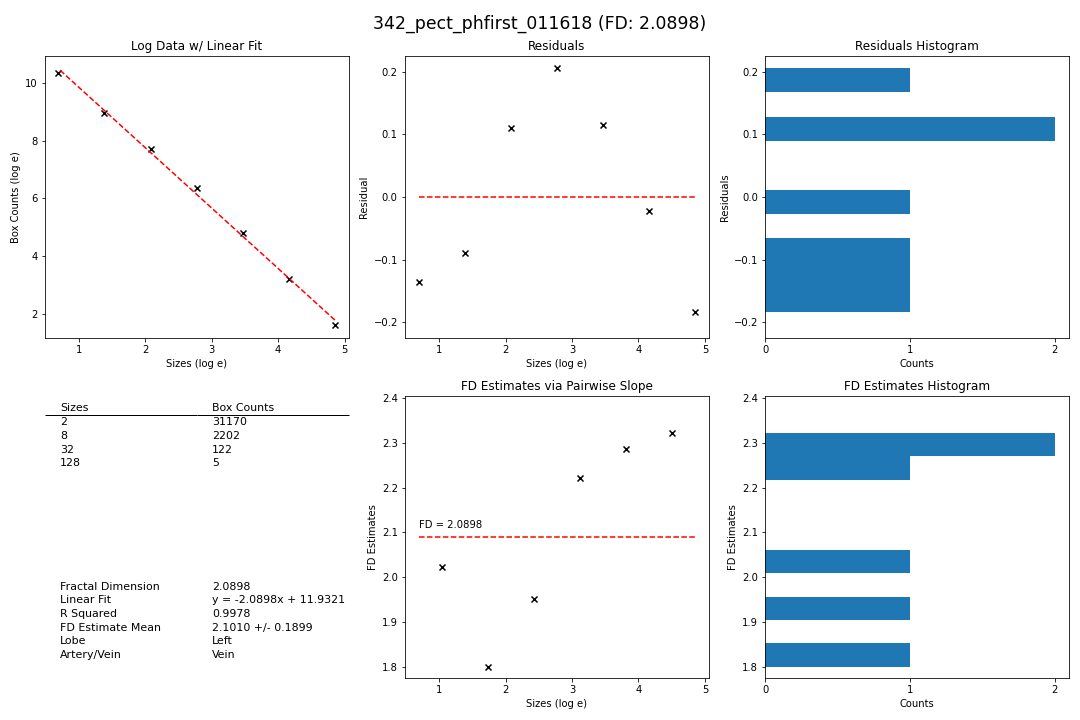 342_pect_phfirst_011618 (FD: 2.0898)
Log Data w/ Linear Fit
10
8
6
4
2
Box Counts (log e)
1 2 3 4 5
Sizes (log e)
Residuals
0.2
0.1
0.0
−0.1
−0.2
Residual
1 2 3 4 5
Sizes (log e)
Residuals Histogram
0.2
0.1
0.0
−0.1
−0.2
Residuals
0 1 2
Counts
Sizes Box Counts
2 31170
8 2202
32 122
128 5
Fractal Dimension 2.0898
Linear Fit y = -2.0898x + 11.9321
R Squared 0.9978
FD Estimate Mean 2.1010 +/- 0.1899
Lobe Left
Artery/Vein Vein
FD Estimates via Pairwise Slope
2.4
2.3
2.2
2.1
2.0
1.9
1.8
FD Estimates
FD = 2.0898
1 2 3 4 5
Sizes (log e)
FD Estimates Histogram
2.4
2.3
2.2
2.1
2.0
1.9
1.8
FD Estimates
0 1 2
Counts